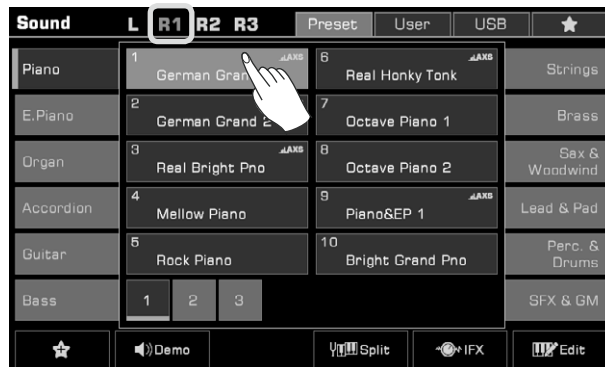 Sound L R1 R2 R3 Preset User USB
Piano
E.Piano
Organ
Accordion
Guitar
Bass
1 AXS
German
2
German Grand 2
3 AXS
Real Bright Pno
4
Mellow Piano
5
Rock Piano
6 AXS
Real Honky Tonk
7
Octave Piano 1
8
Octave Piano 2
9 AXS
Piano&EP 1
10
Bright Grand Pno
1 2 3
Strings
Brass
Sax &
Woodwind
Lead & Pad
Perc. &
Drums
SFX & GM
Demo Split IFX Edit